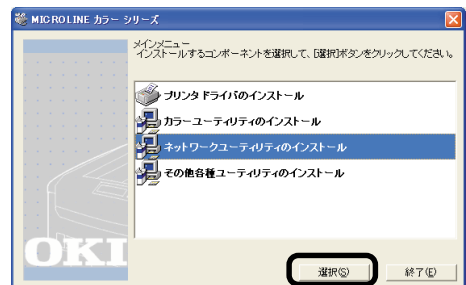 MICROLINE カラー シリーズ
メインメニュー
インストールするコンポーネントを選択して、[選択]ボタンをクリックしてください。
プリンタドライバのインストール
カラーユーティリティのインストール
ネットワークユーティリティのインストール
その他各種ユーティリティのインストール
OKI
選択(S)
終了(E)